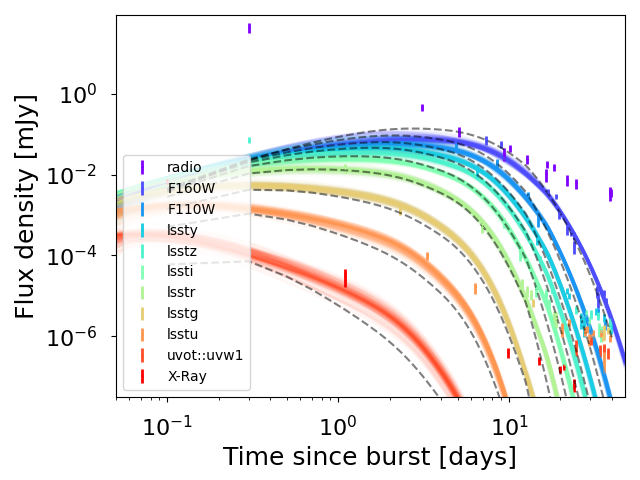 Flux density [mJy]
10⁰
10⁻²
10⁻⁴
10⁻⁶
radio
F160W
F110W
lssty
lsstz
lssti
lsstr
lsstg
lsstu
uvot::uvw1
X-Ray
10⁻¹
10⁰
10¹
Time since burst [days]